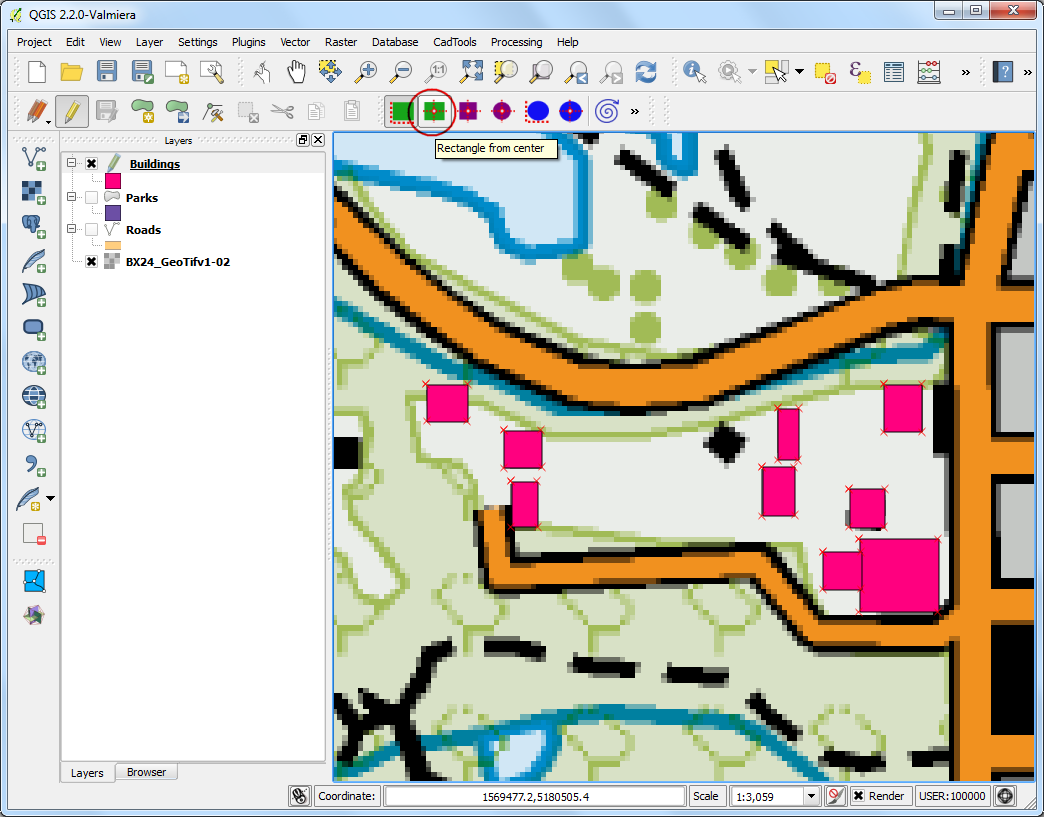 QGIS 2.2.0-Valmiera
Project Edit View Layer Settings Plugins Vector Raster Database CadTools Processing Help
1:1
»
?
»
»
Layers
Rectangle from center
Buildings
Parks
Roads
BX24_GeoTifv1-02
Layers Browser
Coordinate: 1569477.2,5180505.4 Scale 1:3,059 Render USER:100000